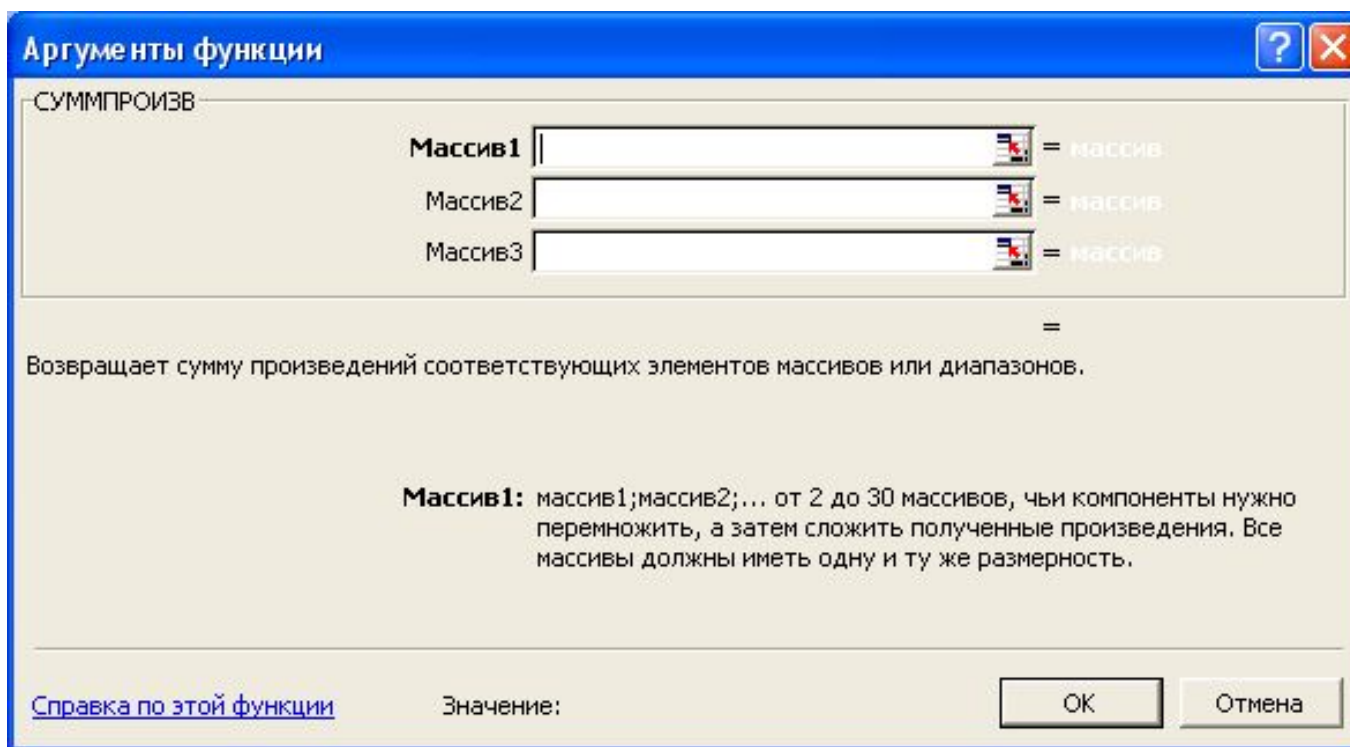 Аргументы функции
СУММПРОИЗВ
Массив1 = массив
Массив2 = массив
Массив3 = массив
=
Возвращает сумму произведений соответствующих элементов массивов или диапазонов.
Массив1: массив1;массив2;... от 2 до 30 массивов, чьи компоненты нужно
перемножить, а затем сложить полученные произведения. Все
массивы должны иметь одну и ту же размерность.
Справка по этой функции Значение: ОК Отмена